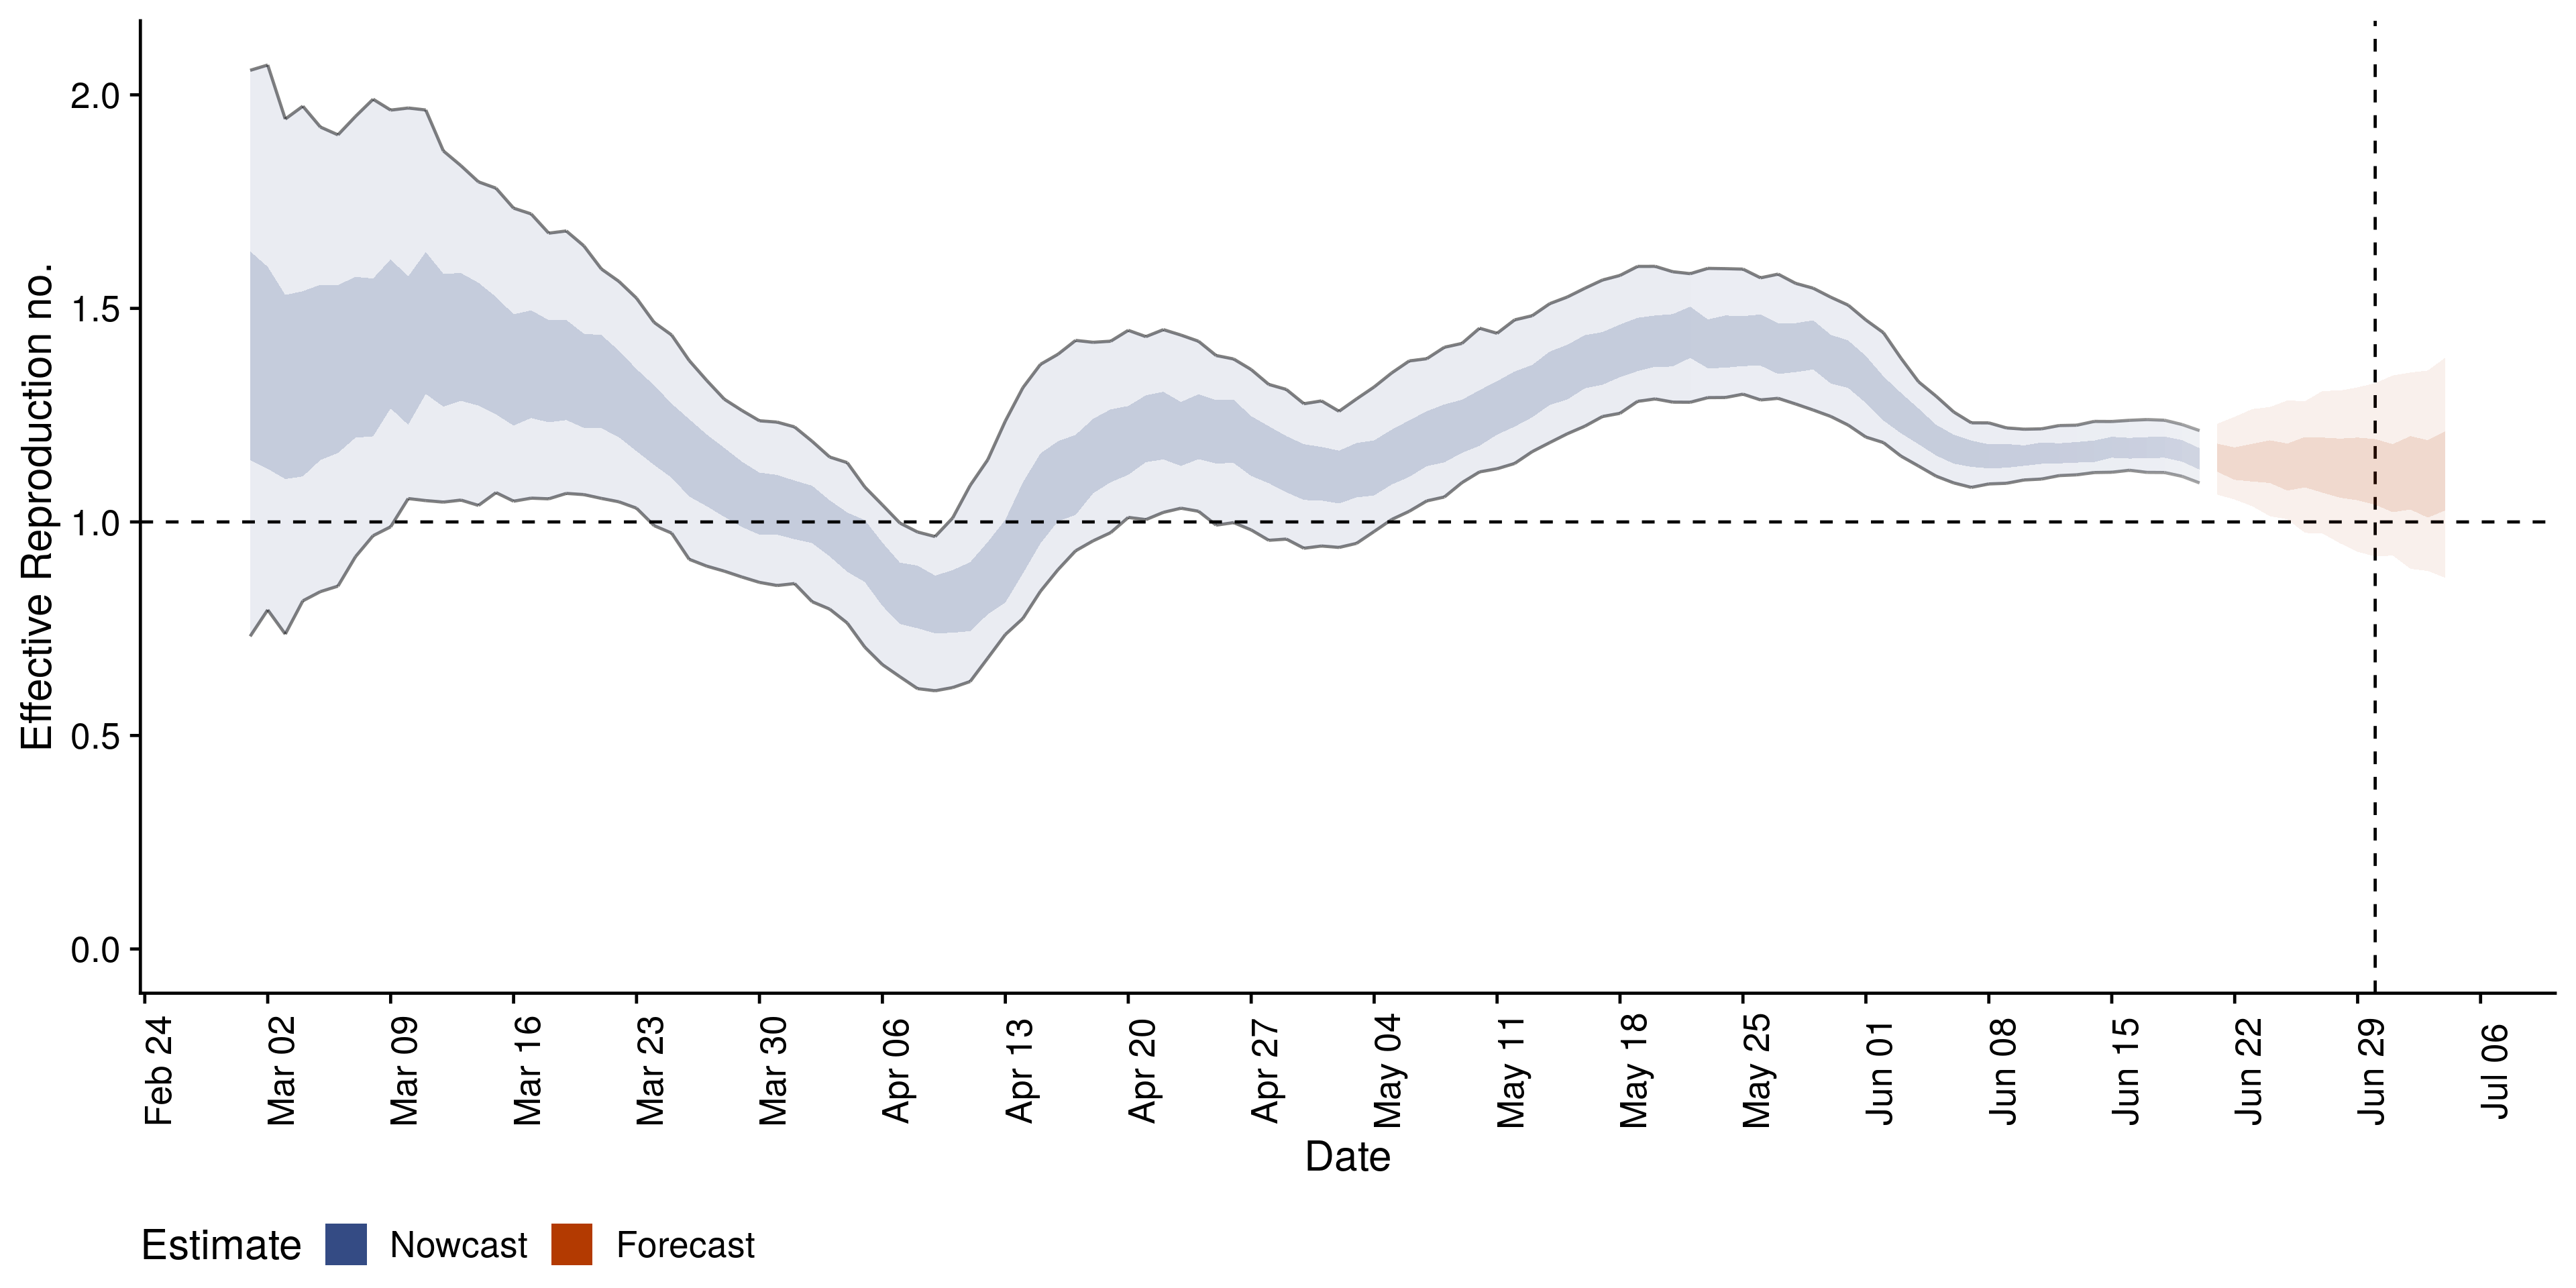 Effective Reproduction no.
2.0
1.5
1.0
0.5
0.0
Feb 24
Mar 02
Mar 09
Mar 16
Mar 23
Mar 30
Apr 06
Apr 13
Apr 20
Apr 27
May 04
May 11
May 18
May 25
Jun 01
Jun 08
Jun 15
Jun 22
Jun 29
Jul 06
Date
Estimate Nowcast Forecast